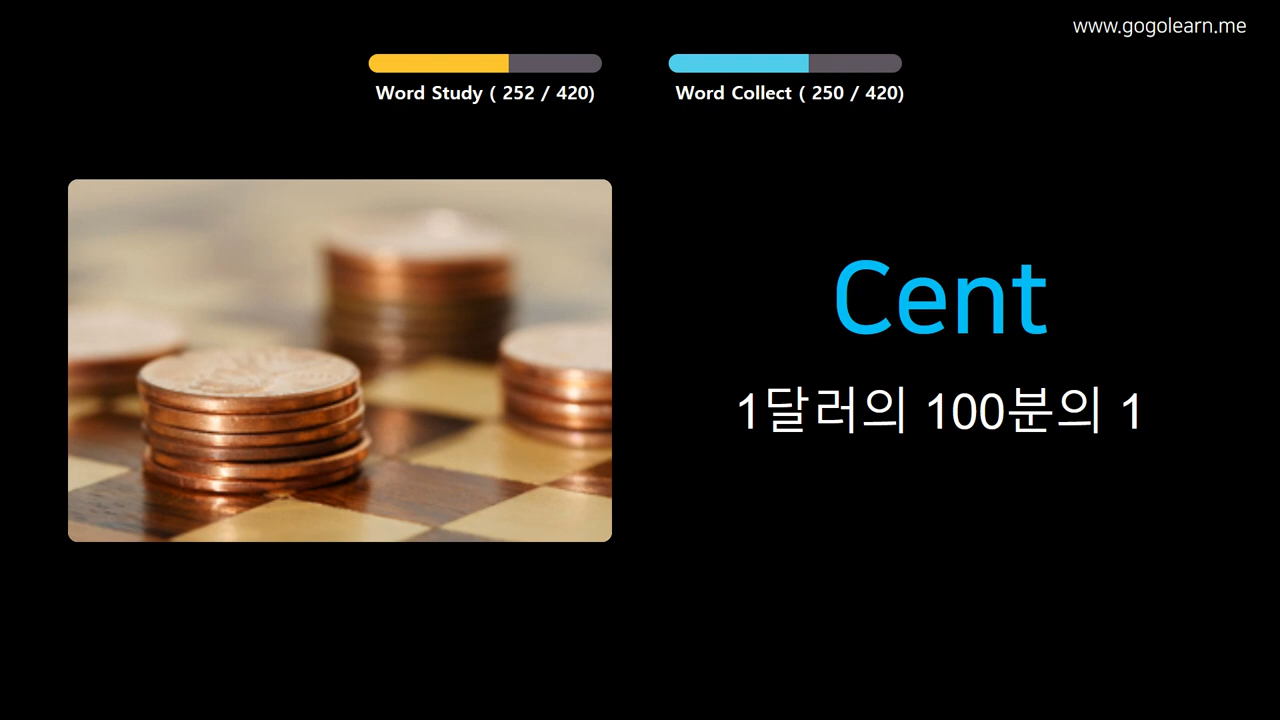 www.gogolearn.me
Word Study ( 252 / 420)
Word Collect ( 250 / 420)
Cent
1달러의 100분의 1